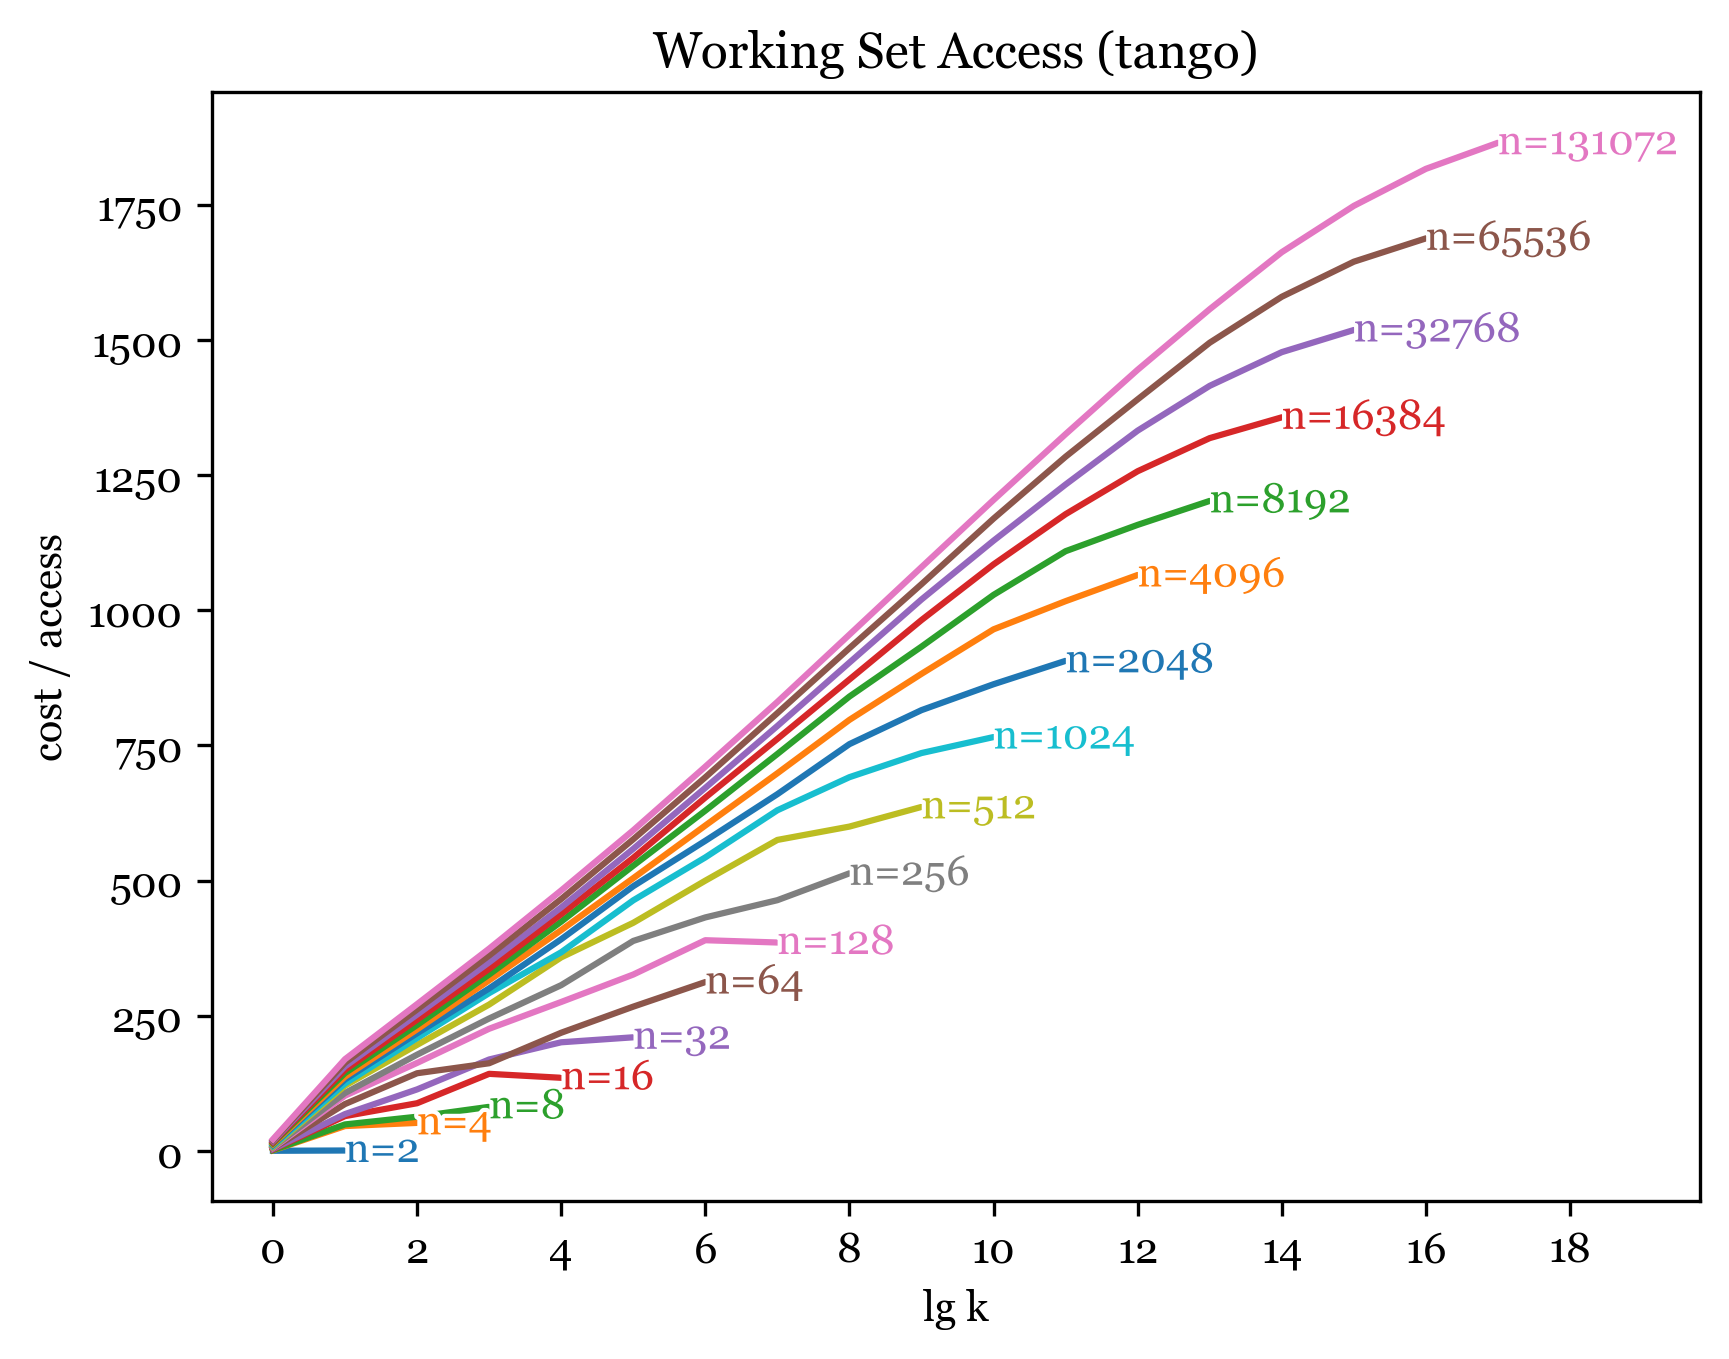 Working Set Access (tango)
cost / access
1750
1500
1250
1000
750
500
250
0
n=131072
n=65536
n=32768
n=16384
n=8192
n=4096
n=2048
n=1024
n=512
n=256
n=128
n=64
n=32
n=16
n=8
n=4
n=2
0 2 4 6 8 10 12 14 16 18
lg k